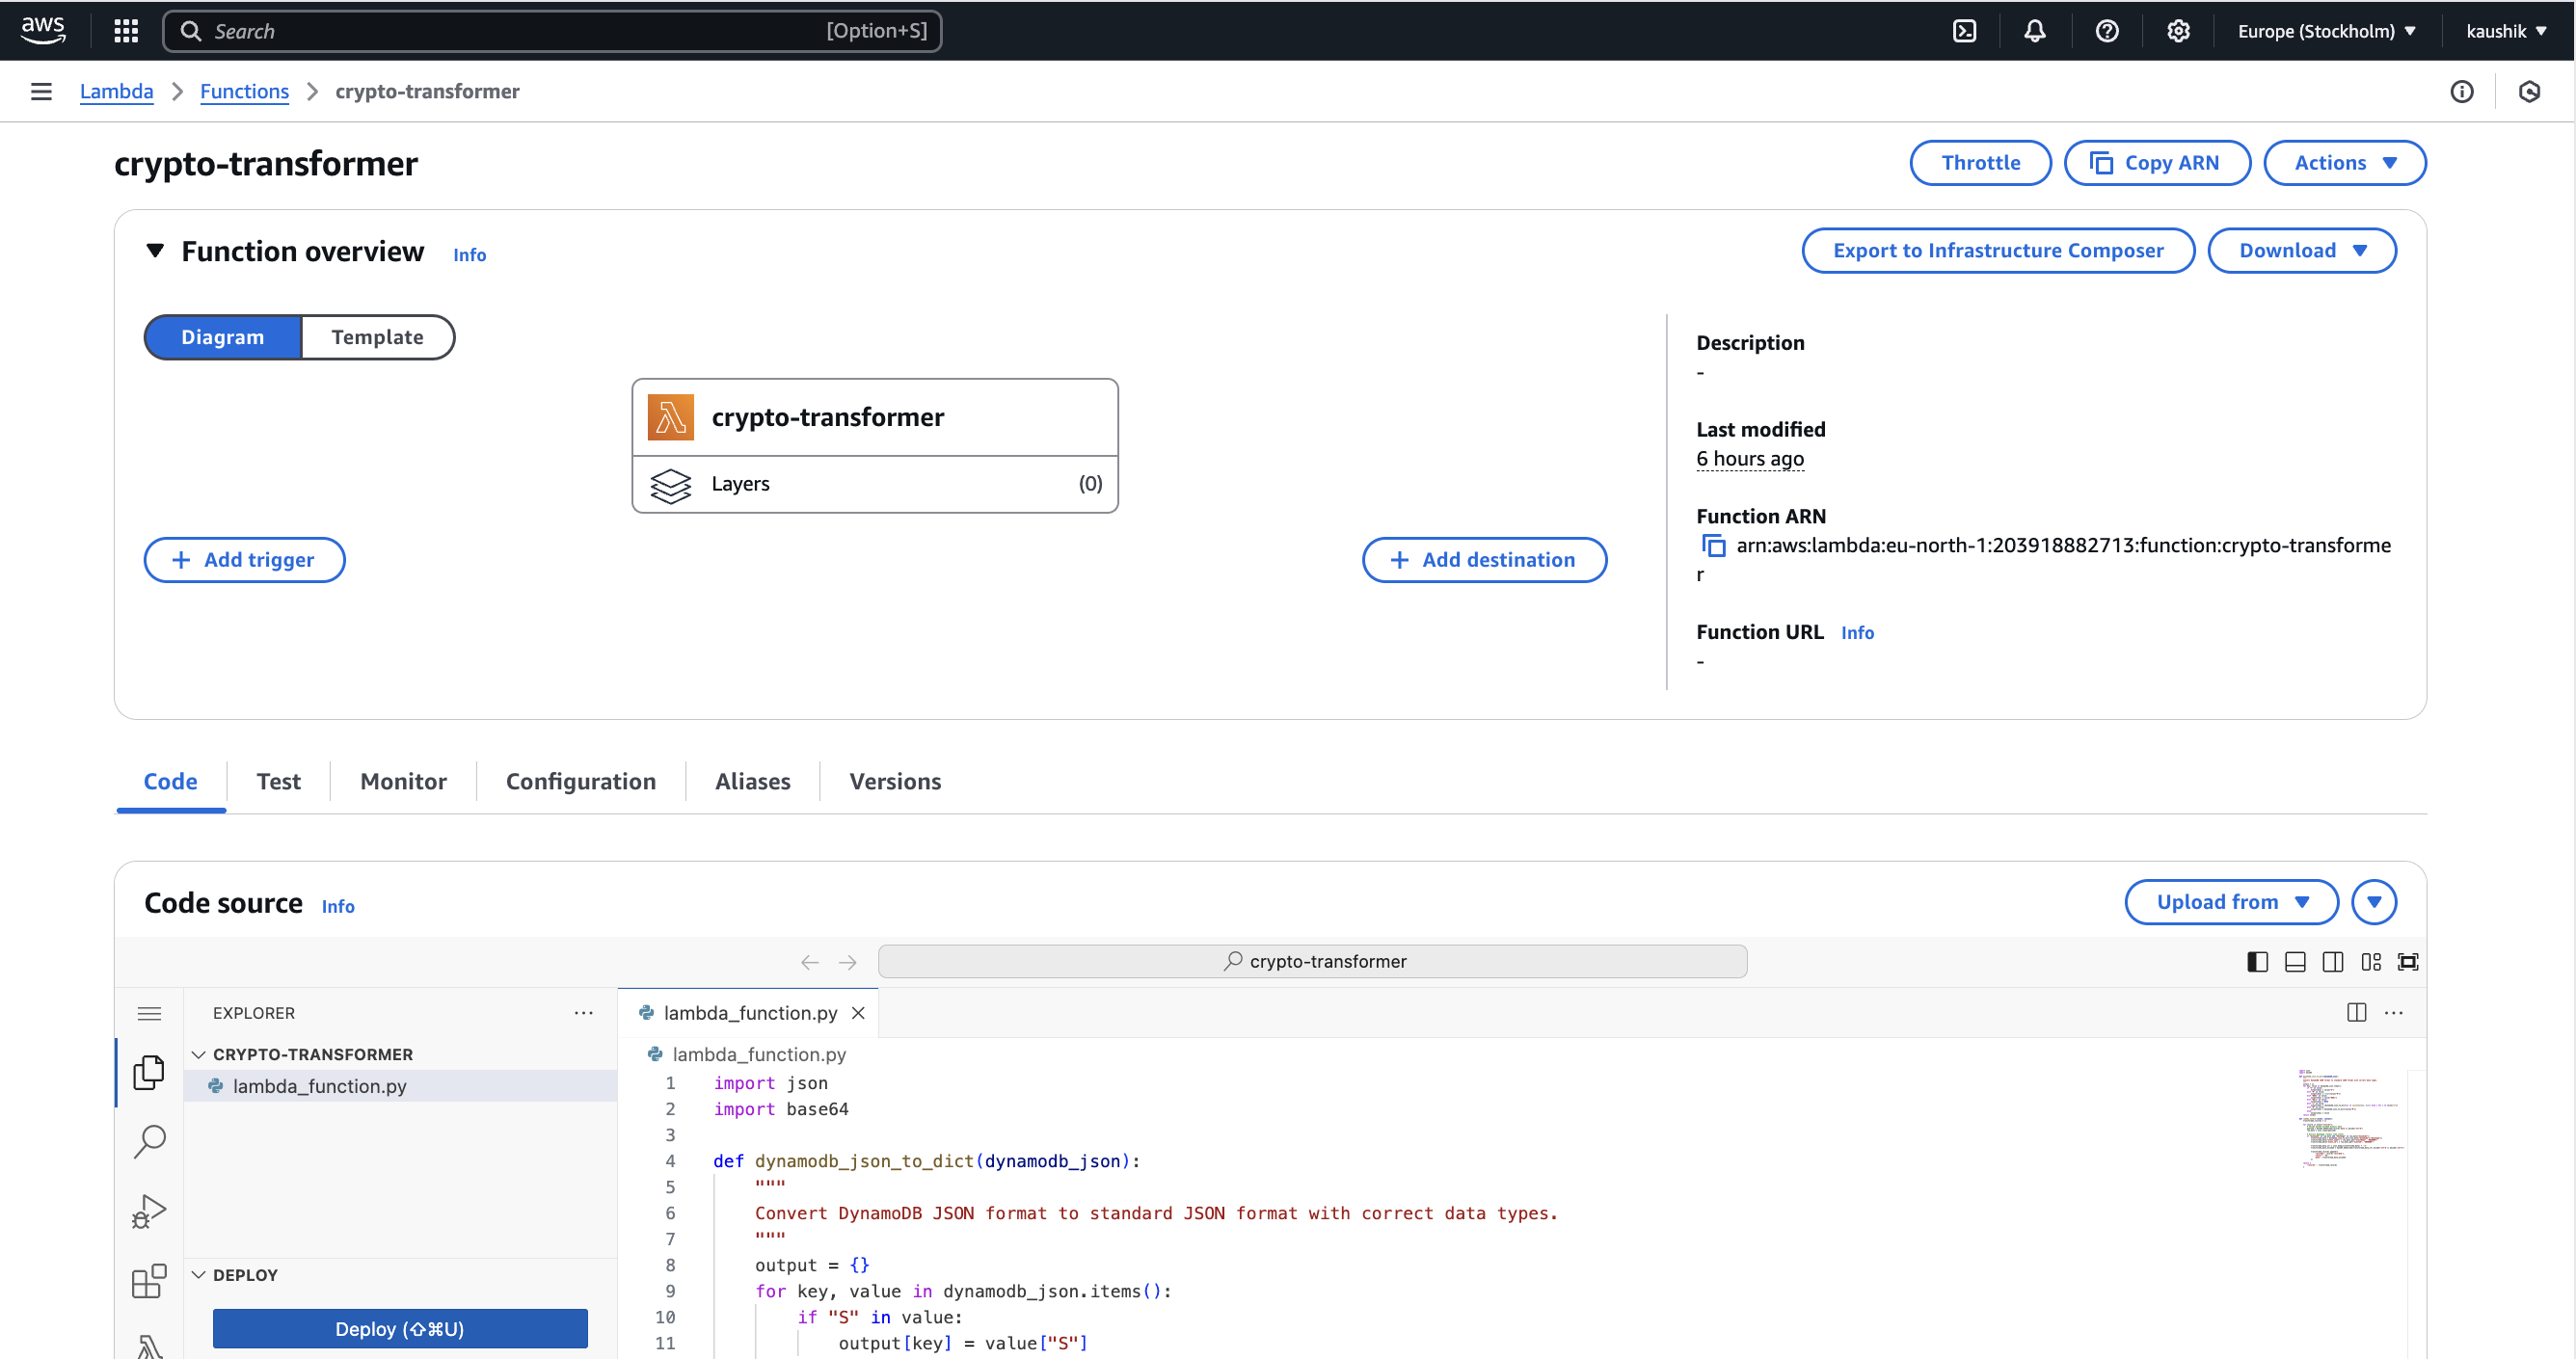 aws
Search [Option+S]
Europe (Stockholm) kaushik
Lambda Functions crypto-transformer
crypto-transformer
Throttle Copy ARN Actions
Function overview Info
Export to Infrastructure Composer Download
Diagram Template
crypto-transformer
Layers (0)
Add trigger
Add destination
Description
-
Last modified
6 hours ago
Function ARN
arn:aws:lambda:eu-north-1:203918882713:function:crypto-transforme
r
Function URL Info
-
Code Test Monitor Configuration Aliases Versions
Code source Info
Upload from
crypto-transformer
EXPLORER
CRYPTO-TRANSFORMER
lambda_function.py
DEPLOY
Deploy (⇧⌘U)
lambda_function.py
lambda_function.py
1 import json
2 import base64
3
4 def dynamodb_json_to_dict(dynamodb_json):
5 """
6 Convert DynamoDB JSON format to standard JSON format with correct data types.
7 """
8 output = {}
9 for key, value in dynamodb_json.items():
10 if "S" in value:
11 output[key] = value["S"]